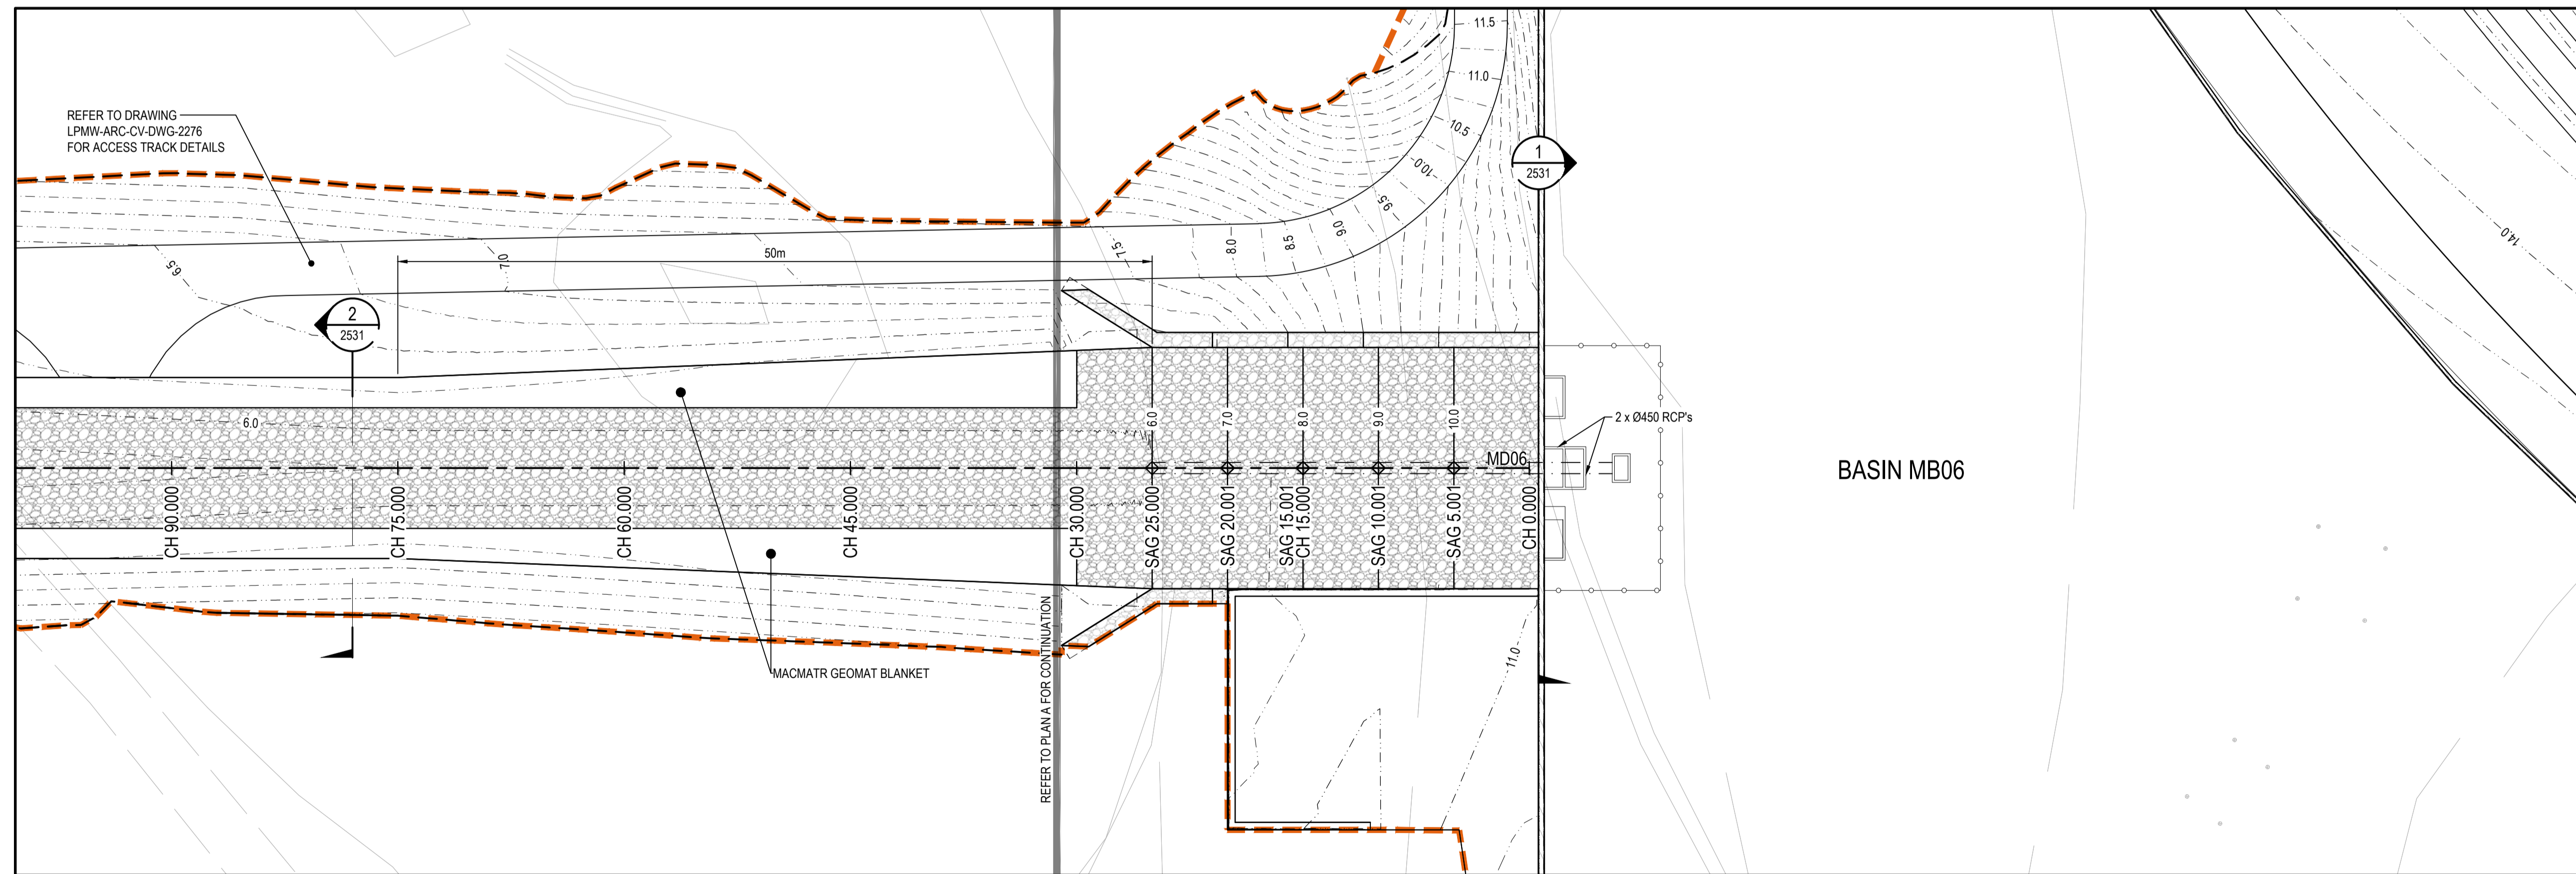 REFER TO DRAWING
LPMW-ARC-CV-DWG-2276
FOR ACCESS TRACK DETAILS
11.5
11.0
10.5
10.0
9.5
9.0
8.5
8.0
7.5
7.0
6.5
50m
1
2531
2
2531
14.0
6.0
6.0
7.0
8.0
9.0
10.0
MD06
2 x Ø450 RCP's
BASIN MB06
CH 90.000
CH 75.000
CH 60.000
CH 45.000
CH 30.000
SAG 25.000
SAG 20.001
SAG 15.001
CH 15.000
SAG 10.001
SAG 5.001
CH 0.000
REFER TO PLAN A FOR CONTINUATION
MACMATR GEOMAT BLANKET
11.0